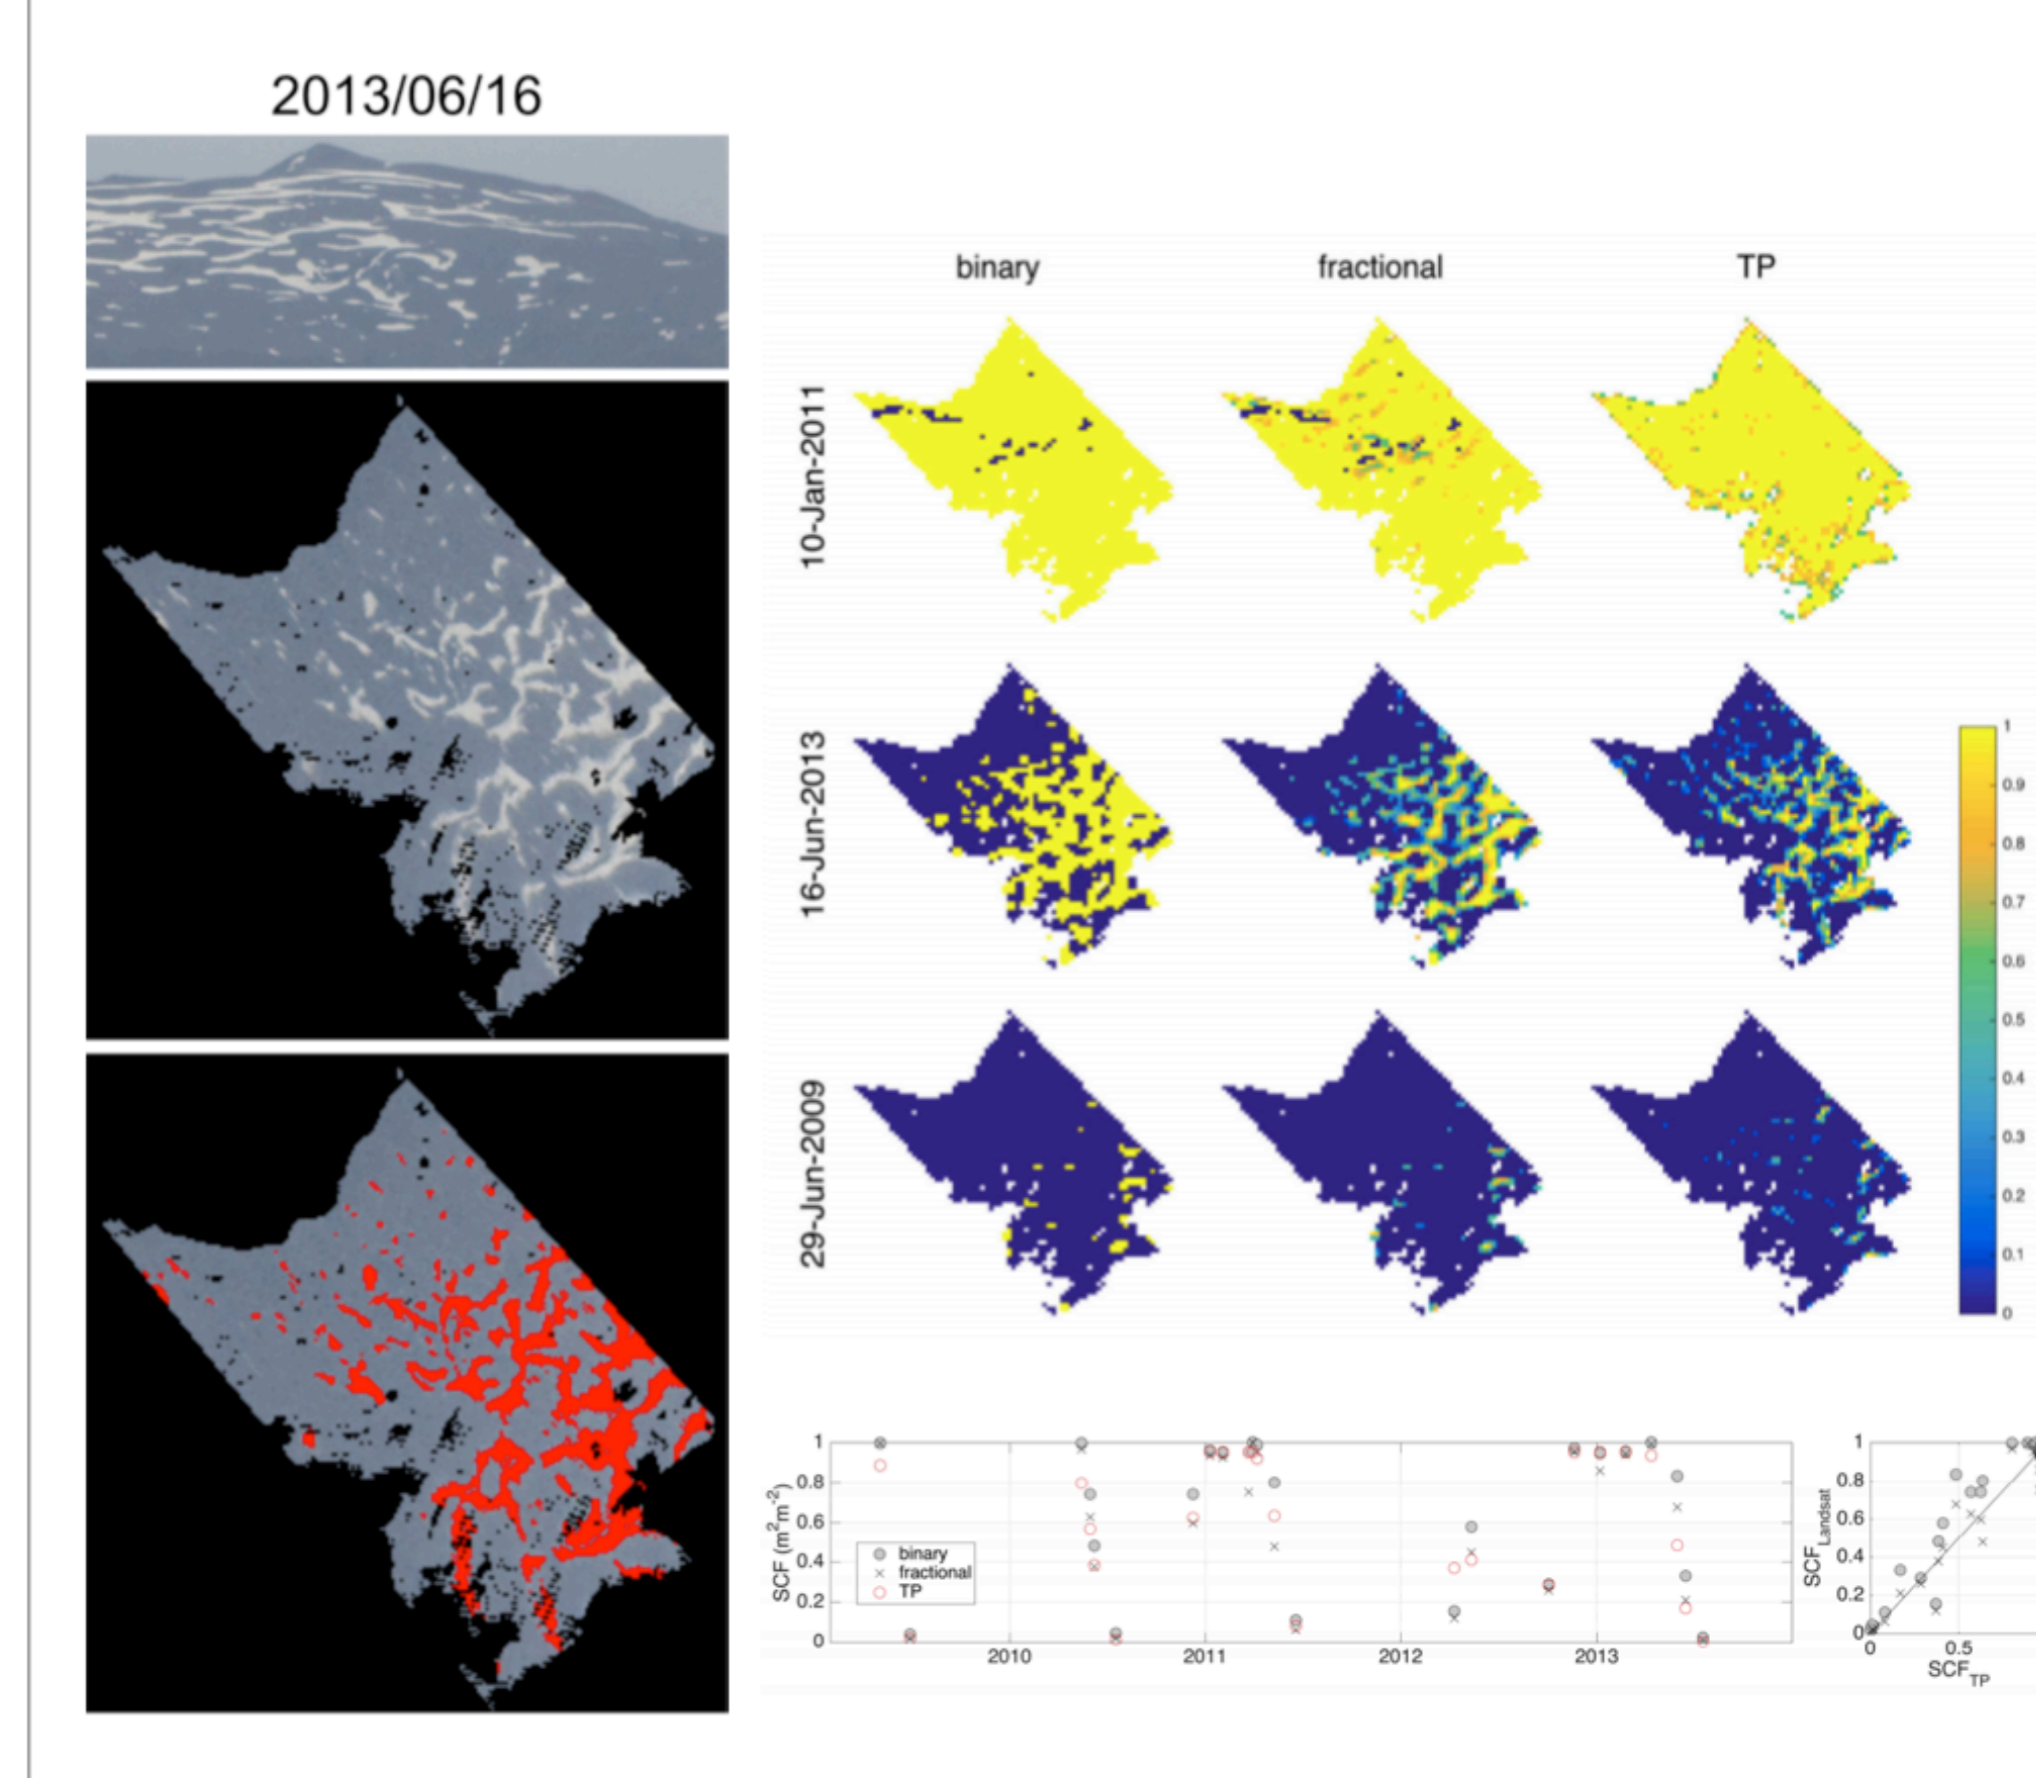 2013/06/16
binary fractional TP
10-Jan-2011
16-Jun-2013
29-Jun-2009
1
0.9
0.8
0.7
0.6
0.5
0.4
0.3
0.2
0.1
0
SCF (m²m⁻²)
1
0.8
0.6
0.4
0.2
0
binary
fractional
TP
2010 2011 2012 2013
SCF_Landsat
1
0.8
0.6
0.4
0.2
0
0 0.5
SCF_TP